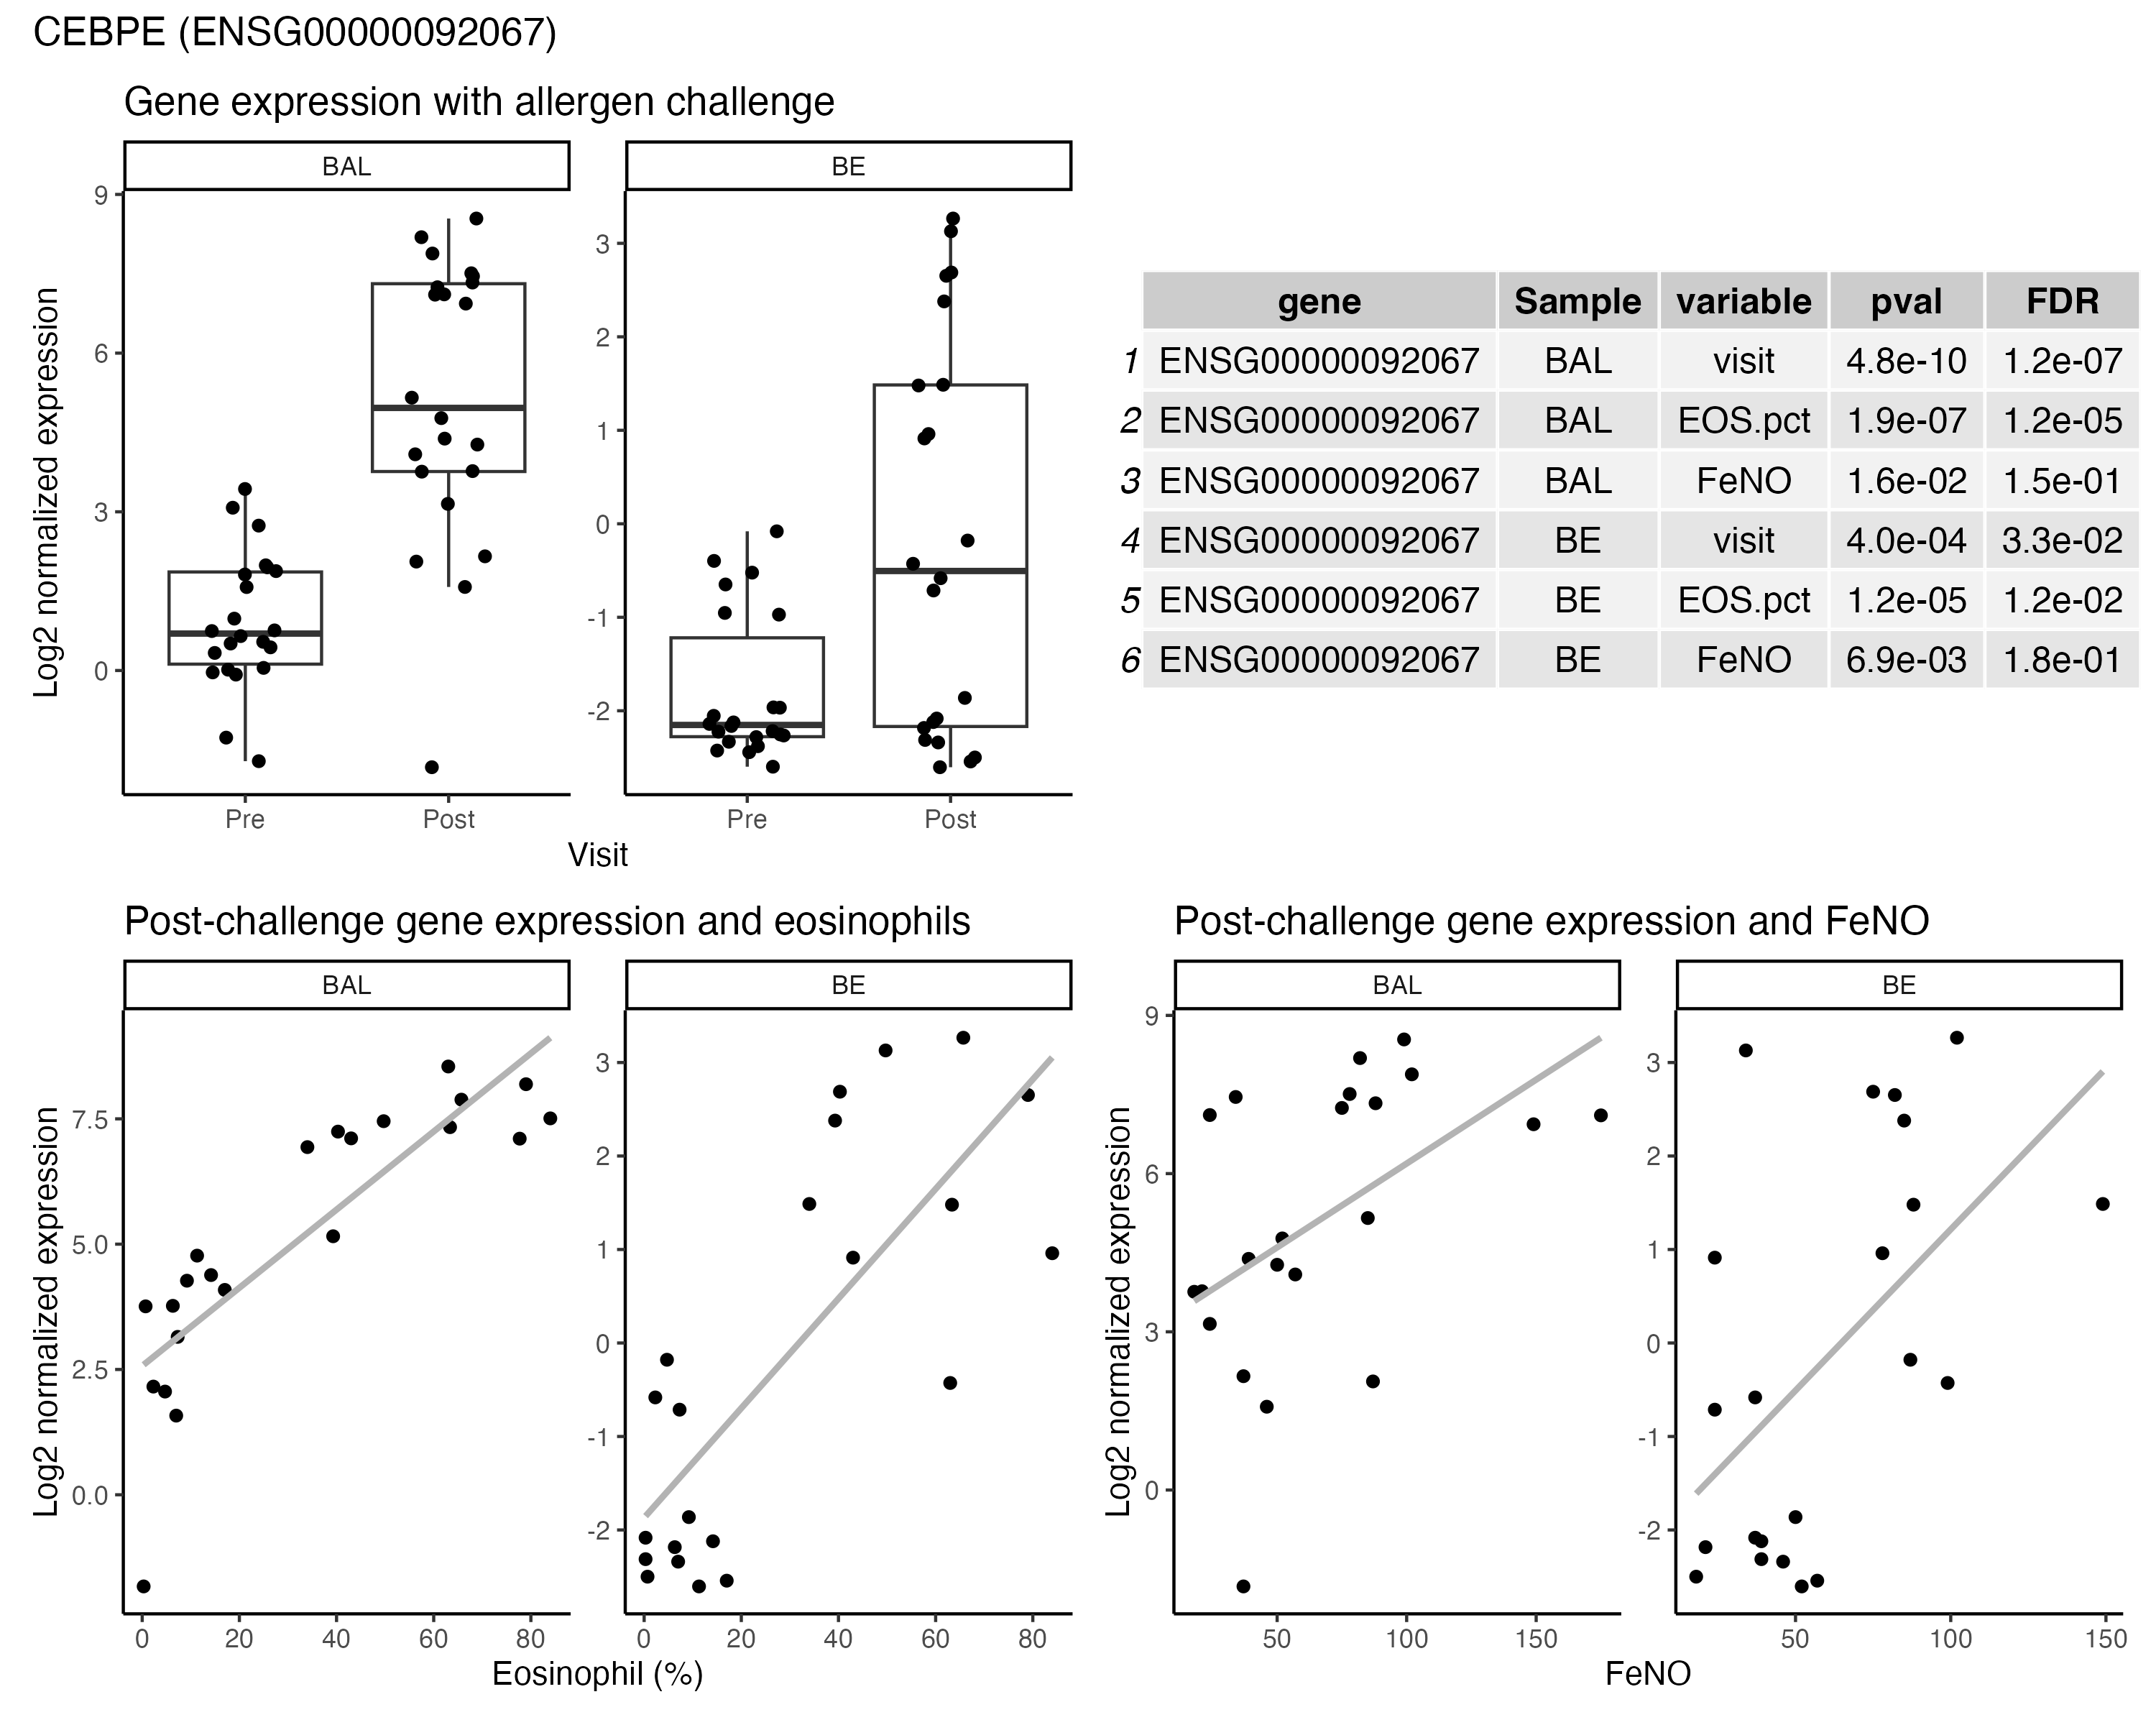 CEBPE (ENSG00000092067)
Gene expression with allergen challenge
BAL BE
Log2 normalized expression
9
6
3
0
3
2
1
0
-1
-2
Pre Post Pre Post
Visit
gene Sample variable pval FDR
1 ENSG00000092067 BAL visit 4.8e-10 1.2e-07
2 ENSG00000092067 BAL EOS.pct 1.9e-07 1.2e-05
3 ENSG00000092067 BAL FeNO 1.6e-02 1.5e-01
4 ENSG00000092067 BE visit 4.0e-04 3.3e-02
5 ENSG00000092067 BE EOS.pct 1.2e-05 1.2e-02
6 ENSG00000092067 BE FeNO 6.9e-03 1.8e-01
Post-challenge gene expression and eosinophils
BAL BE
Log2 normalized expression
7.5
5.0
2.5
0.0
3
2
1
0
-1
-2
0 20 40 60 80 0 20 40 60 80
Eosinophil (%)
Post-challenge gene expression and FeNO
BAL BE
Log2 normalized expression
9
6
3
0
3
2
1
0
-1
-2
50 100 150 50 100 150
FeNO